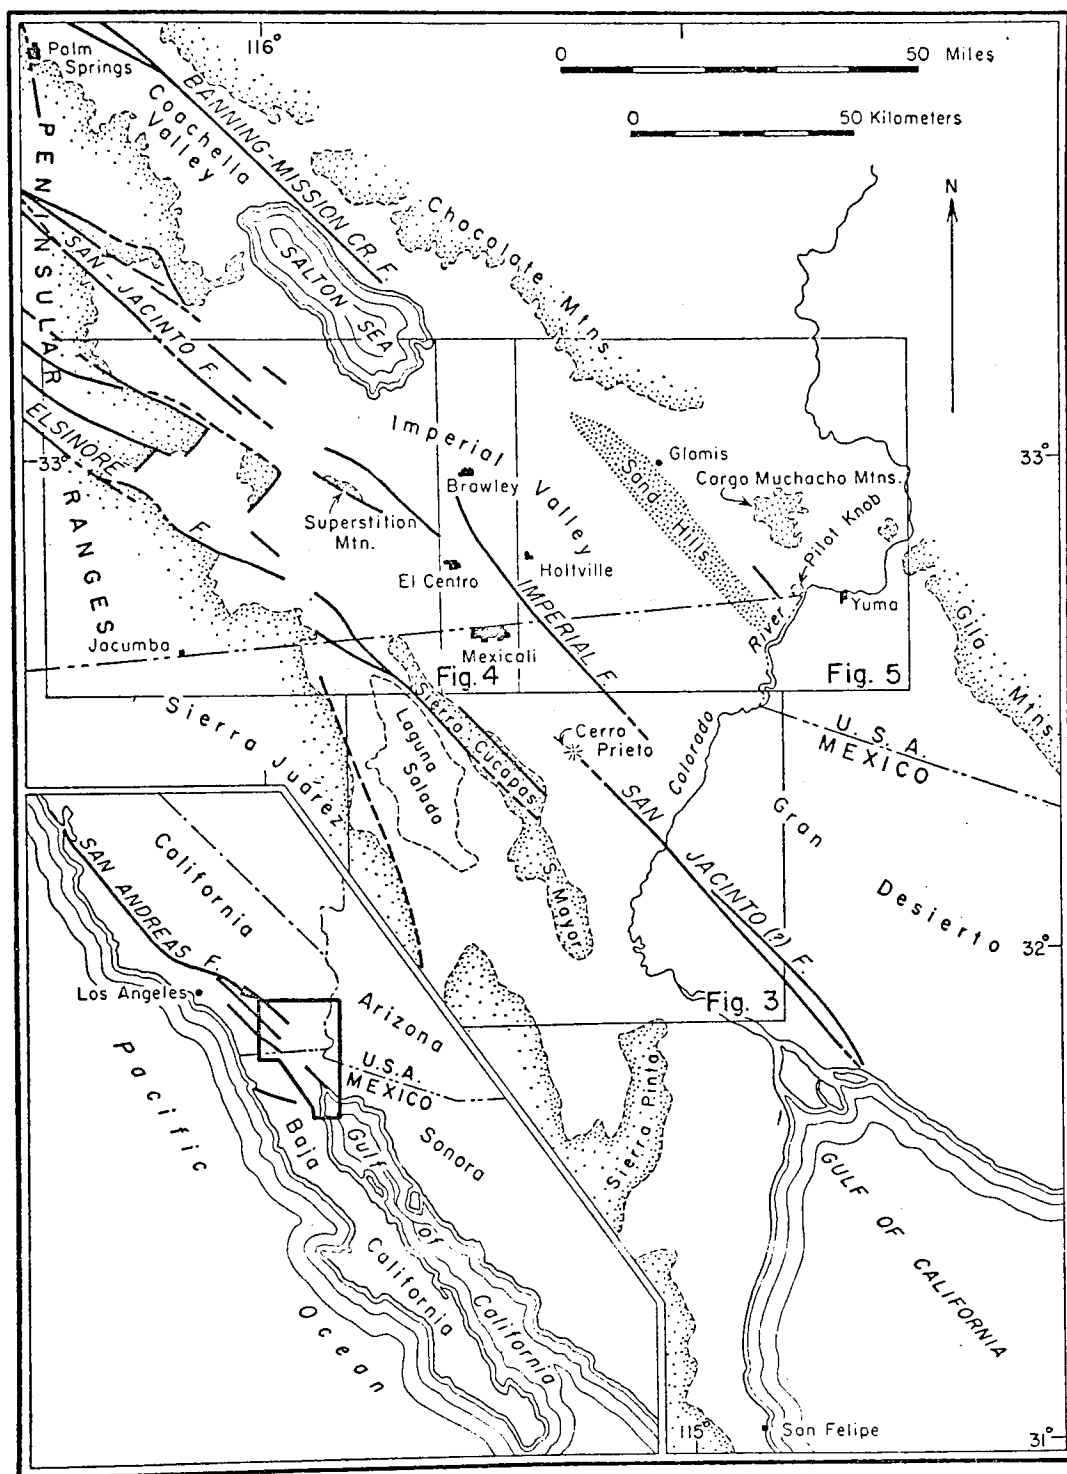 116°
0 50 Miles
0 50 Kilometers
N
Palm
Springs
PENINSULAR
RANGES
BANNING-MISSION CR. F.
Coachella
Valley
Chocolate Mtns.
SAN JACINTO F.
SALTON SEA
ELSINORE F.
33°
33°
Imperial Valley
Brawley
Superstition
Mtn.
El Centro
Holtville
Glamis
Sand Hills
Cargo Muchacho Mtns.
Pilot Knob
Yuma
River
Colorado
Gila Mtns.
Jacumba
Mexicali
IMPERIAL F.
Fig. 4
Fig. 5
Sierra Juárez
Laguna
Salada
Sierra Cucapas
Cerro
Prieto
U. S. A.
MEXICO
SAN JACINTO (?) F.
Gran
Desierto
S. Mayor
32°
Fig. 3
Sierra Pinta
GULF OF CALIFORNIA
115°
San Felipe
31°
SAN ANDREAS F.
California
Los Angeles
Arizona
U.S.A.
MEXICO
Pacific
Ocean
Baja
California
Gulf of California
Sonora